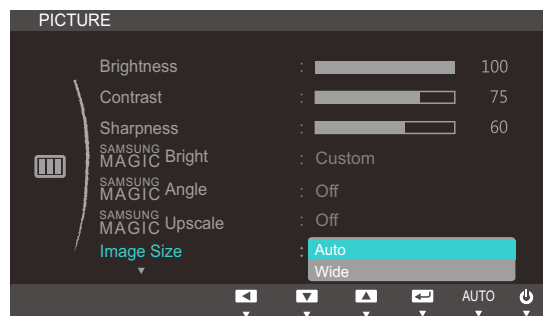 PICTURE
Brightness : 100
Contrast : 75
Sharpness : 60
SAMSUNG MAGIC Bright : Custom
SAMSUNG MAGIC Angle : Off
SAMSUNG MAGIC Upscale : Off
Image Size : Auto
Wide
AUTO